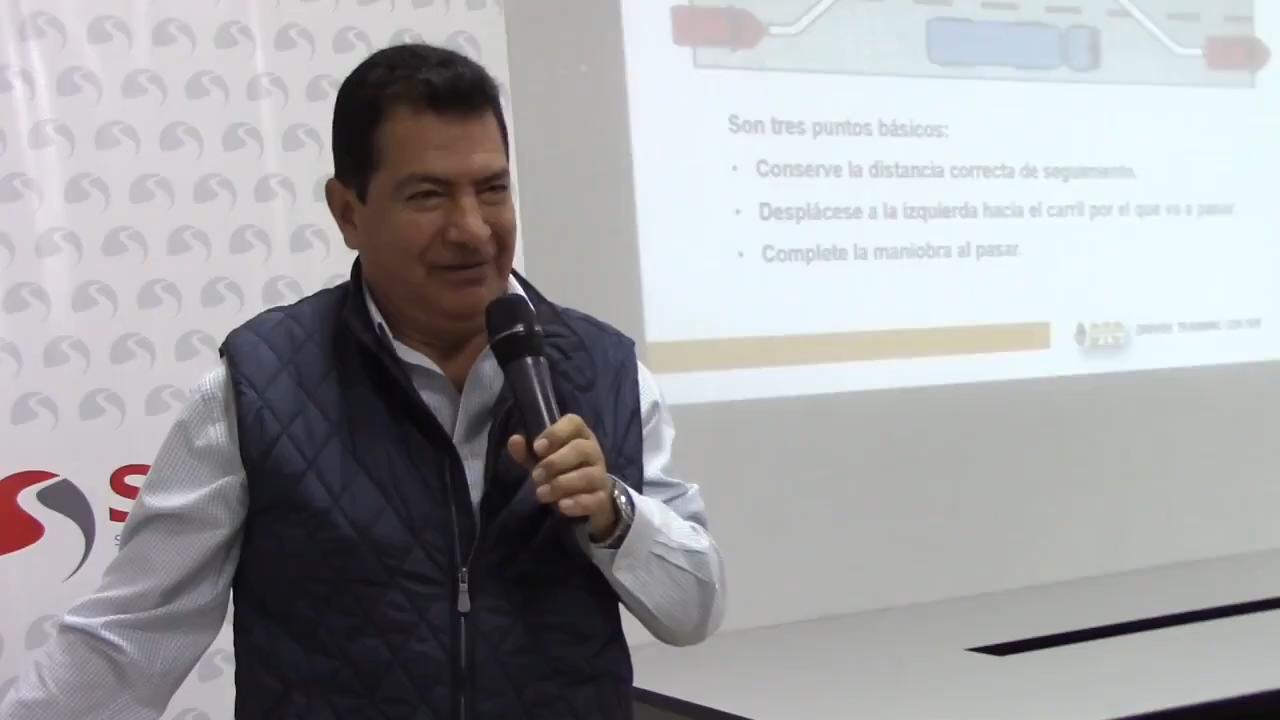 Son tres puntos básicos:
• Conserve la distancia correcta de seguimiento.
• Desplácese a la izquierda hacia el carril por el que va a pasar
• Complete la maniobra al pasar.
S